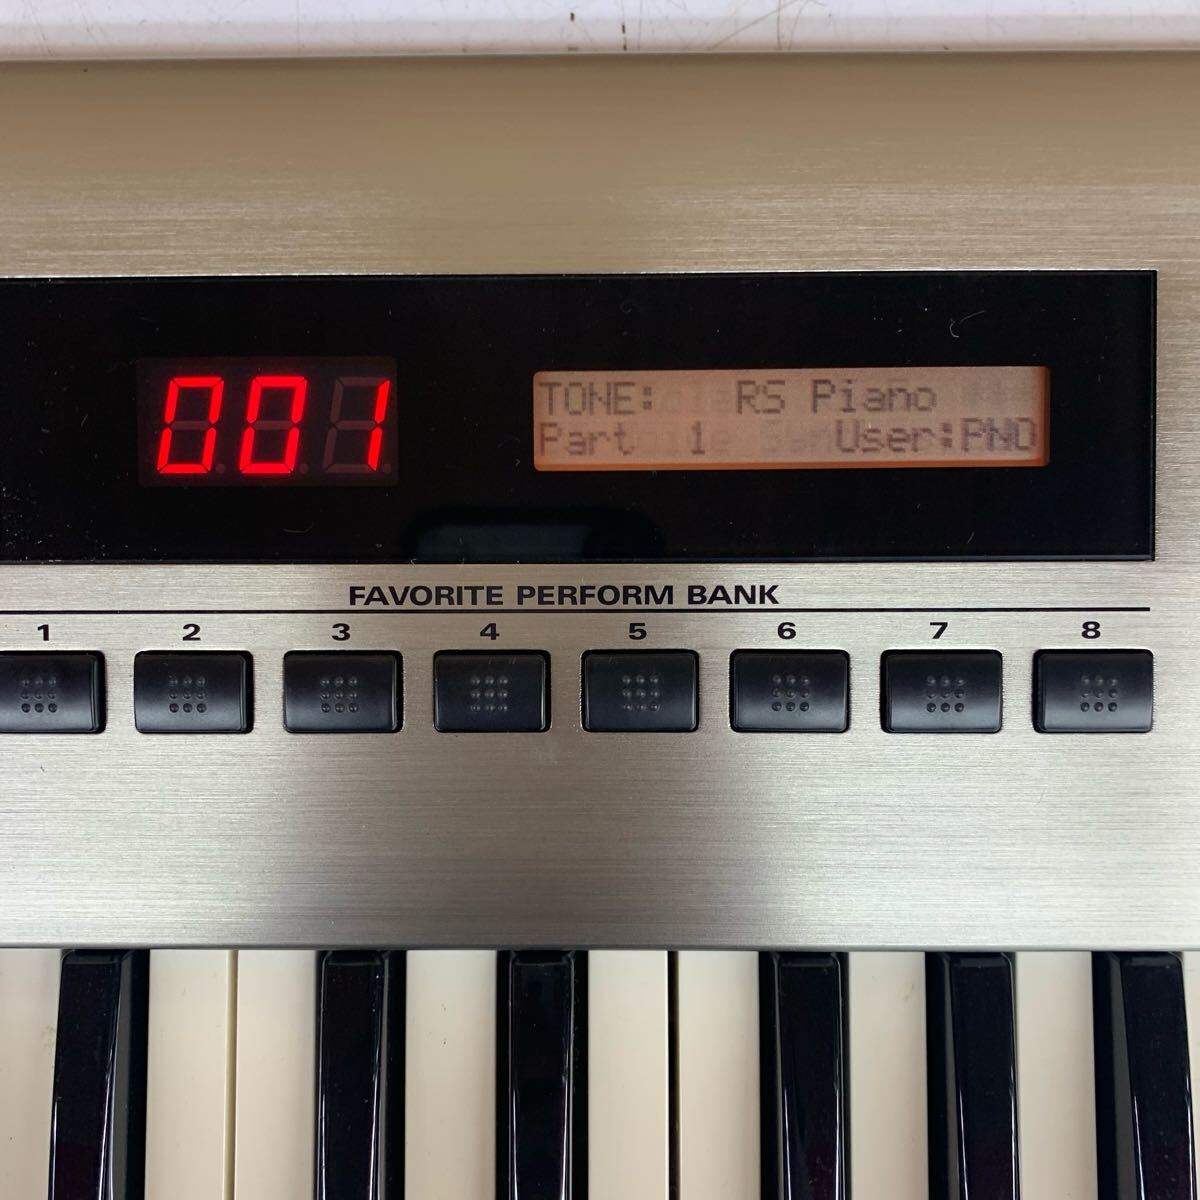 001
TONE: RS Piano
Part 1 User:PNO
FAVORITE PERFORM BANK
1 2 3 4 5 6 7 8